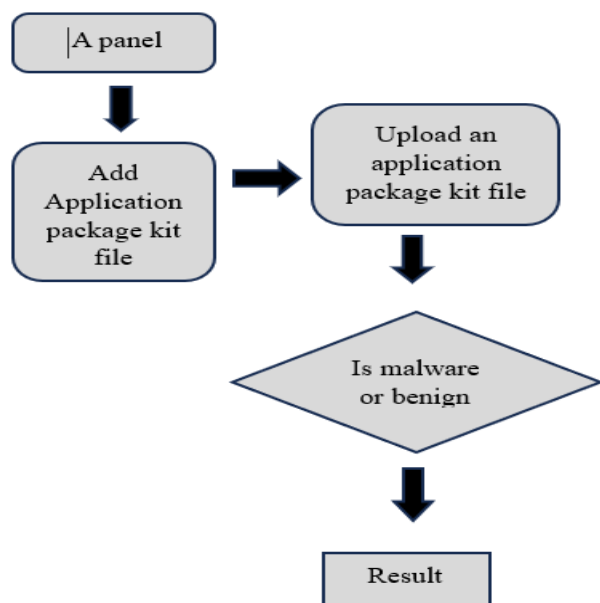 A panel
Add
Application
package kit
file
Upload an
application
package kit file
Is malware
or benign
Result